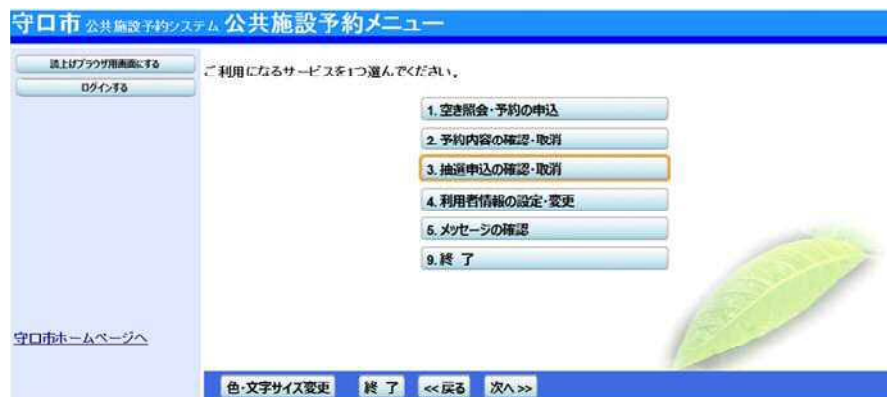 守口市 公共施設予約システム 公共施設予約メニュー
読上げブラウザ用画面にする
ログインする
ご利用になるサービスを1つ選んでください。
1. 空き照会・予約の申込
2. 予約内容の確認・取消
3. 抽選申込の確認・取消
4. 利用者情報の設定・変更
5. メッセージの確認
9. 終 了
守口市ホームページへ
色・文字サイズ変更 終 了 <<戻る 次へ>>